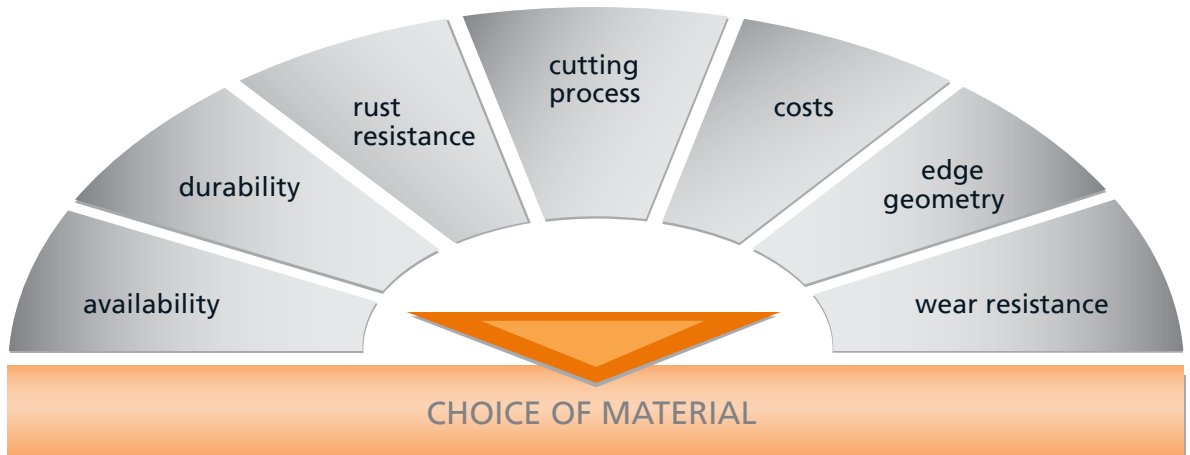 availability
durability
rust
resistance
cutting
process
costs
edge
geometry
wear resistance
CHOICE OF MATERIAL